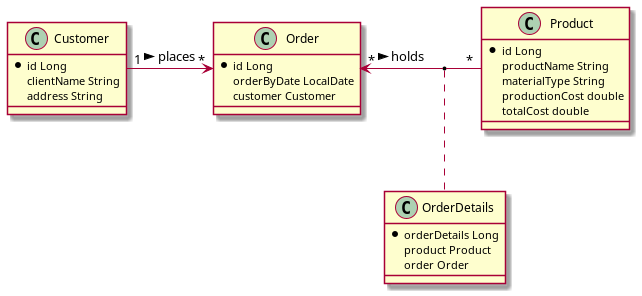 C Customer
id Long
clientName String
address String
1 places *
C Order
id Long
orderByDate LocalDate
customer Customer
* holds *
C Product
id Long
productName String
materialType String
productionCost double
totalCost double
C OrderDetails
orderDetails Long
product Product
order Order